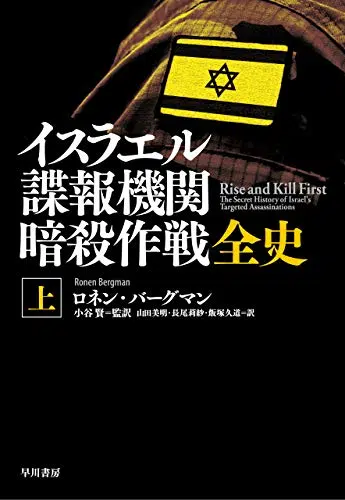 イスラエル
諜報機関
暗殺作戦全史
Rise and Kill First
The Secret History of Israel's
Targeted Assassinations
上
Ronen Bergman
ロネン・バーグマン
小谷 賢=監訳 山田美明・長尾莉紗・飯塚久道=訳
早川書房